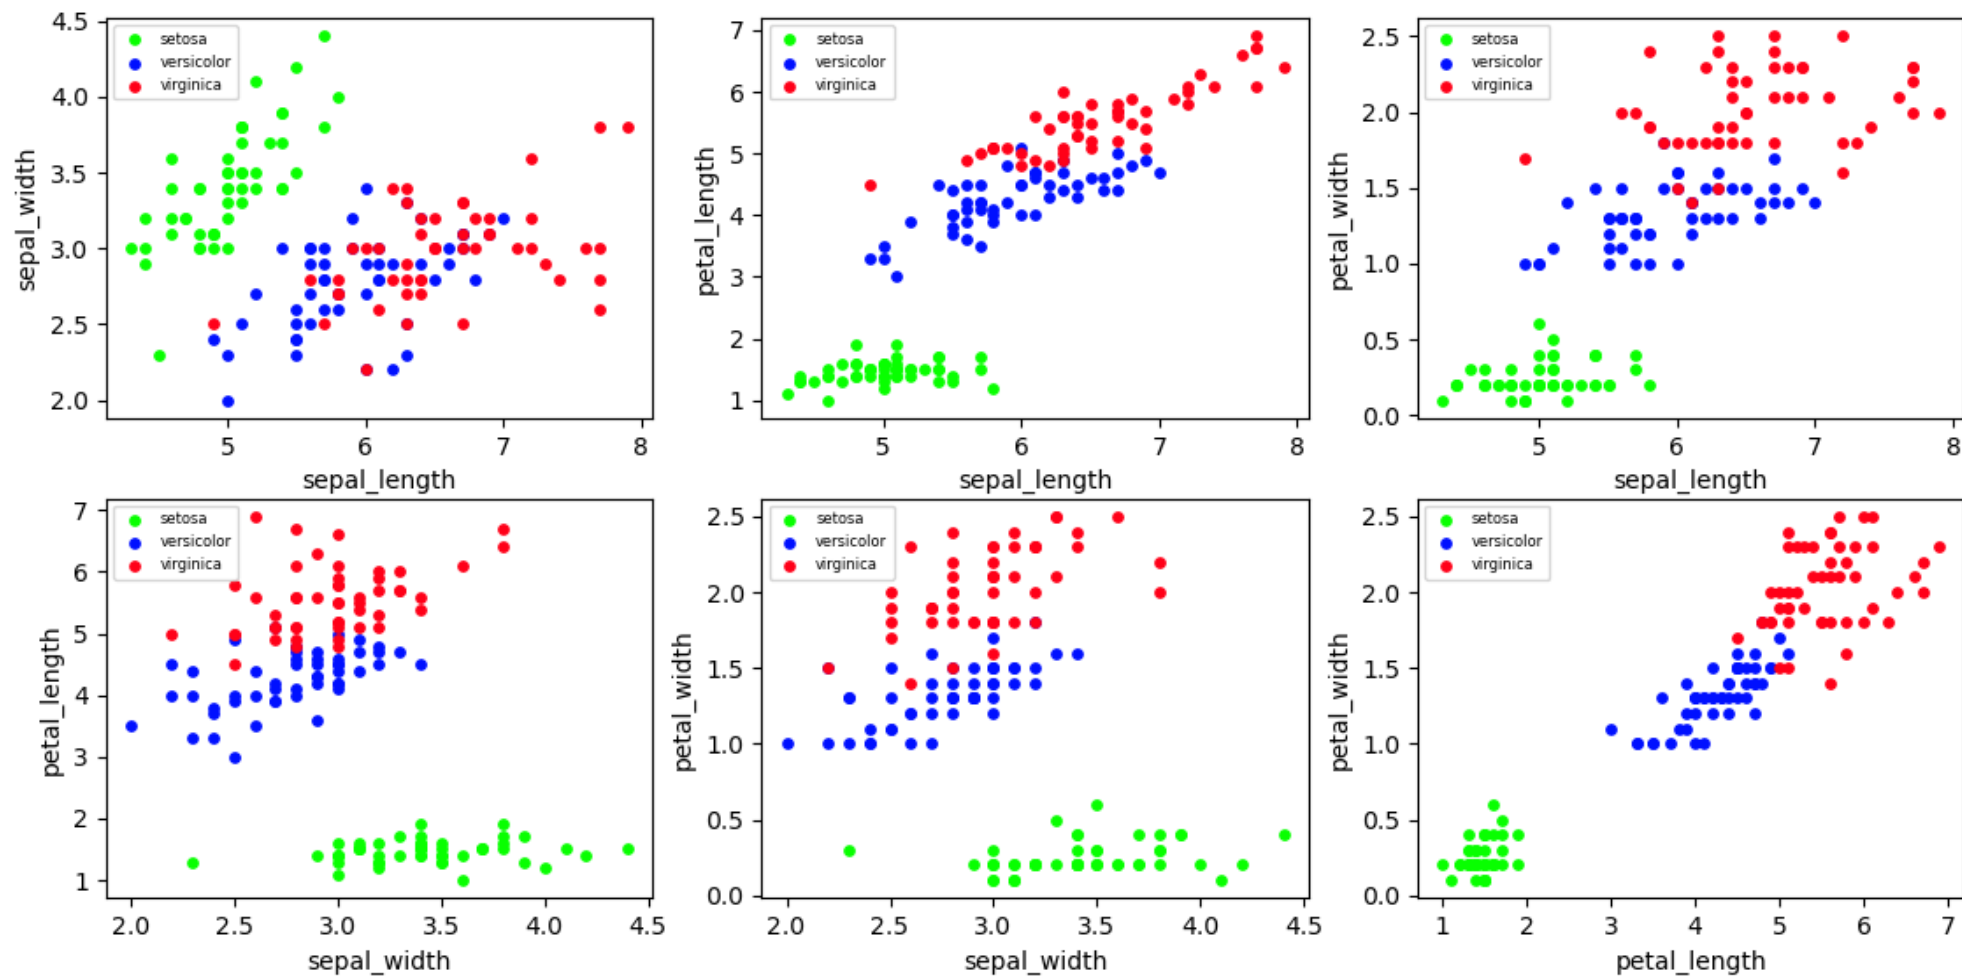 4.5
4.0
3.5
3.0
2.5
2.0
sepal_width
setosa
versicolor
virginica
5 6 7 8
sepal_length
7
6
5
4
3
2
1
petal_length
setosa
versicolor
virginica
5 6 7 8
sepal_length
2.5
2.0
1.5
1.0
0.5
0.0
petal_width
setosa
versicolor
virginica
5 6 7 8
sepal_length
7
6
5
4
3
2
1
petal_length
setosa
versicolor
virginica
2.0 2.5 3.0 3.5 4.0 4.5
sepal_width
2.5
2.0
1.5
1.0
0.5
0.0
petal_width
setosa
versicolor
virginica
2.0 2.5 3.0 3.5 4.0 4.5
sepal_width
2.5
2.0
1.5
1.0
0.5
0.0
petal_width
setosa
versicolor
virginica
1 2 3 4 5 6 7
petal_length